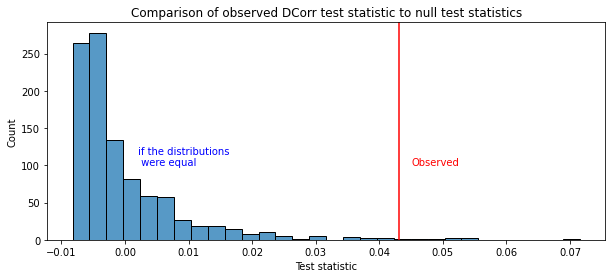 Comparison of observed DCorr test statistic to null test statistics
250
200
150
100
50
0
Count
if the distributions
were equal
Observed
−0.01 0.00 0.01 0.02 0.03 0.04 0.05 0.06 0.07
Test statistic